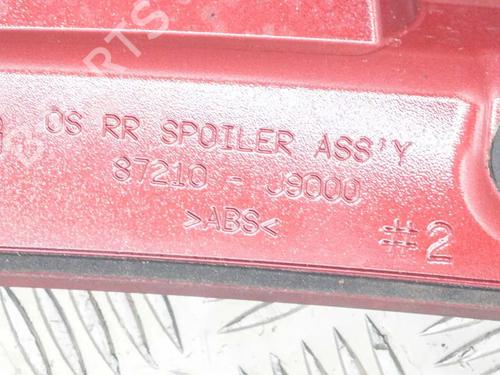 OS RR SPOILER ASS'Y
87210 - J9000
>ABS<
#2